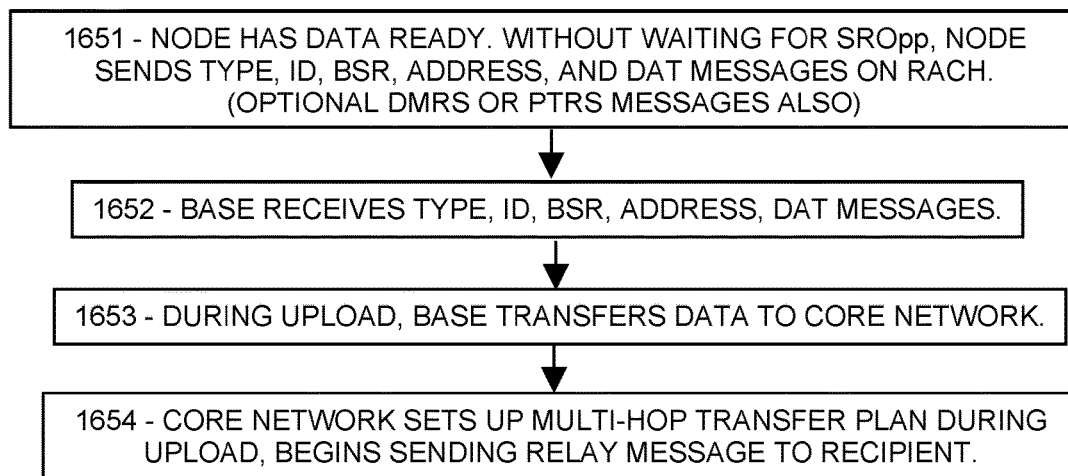 1651 - NODE HAS DATA READY. WITHOUT WAITING FOR SROpp, NODE
SENDS TYPE, ID, BSR, ADDRESS, AND DAT MESSAGES ON RACH.
(OPTIONAL DMRS OR PTRS MESSAGES ALSO)
1652 - BASE RECEIVES TYPE, ID, BSR, ADDRESS, DAT MESSAGES.
1653 - DURING UPLOAD, BASE TRANSFERS DATA TO CORE NETWORK.
1654 - CORE NETWORK SETS UP MULTI-HOP TRANSFER PLAN DURING
UPLOAD, BEGINS SENDING RELAY MESSAGE TO RECIPIENT.